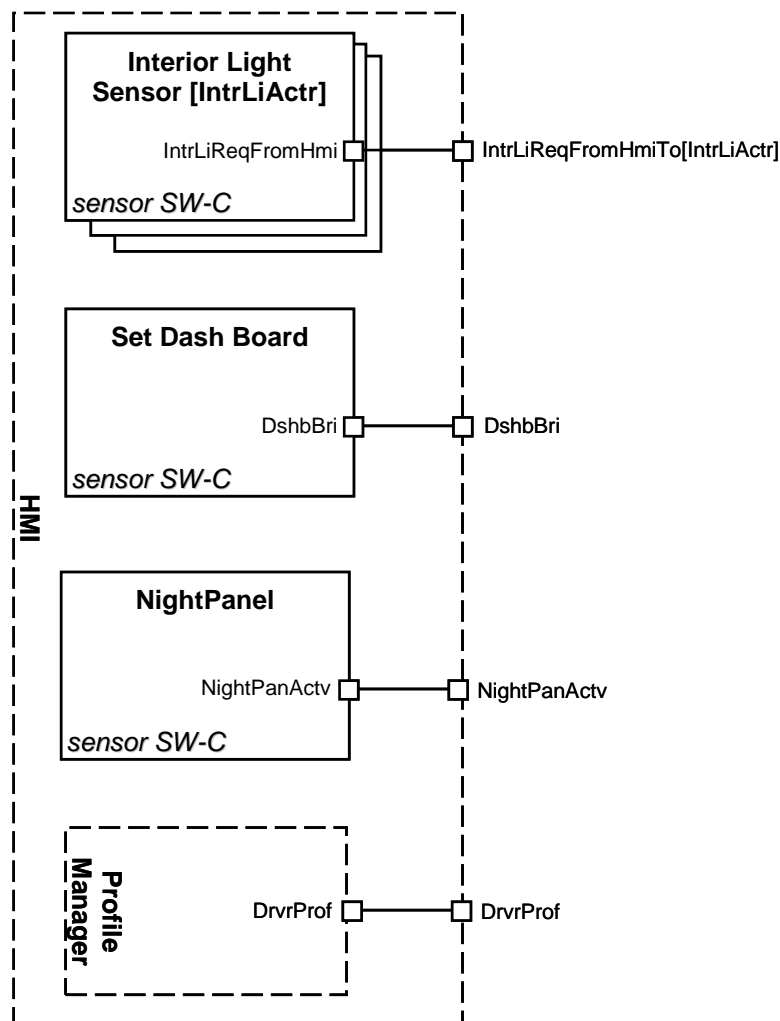 Interior Light
Sensor [IntrLiActr]
IntrLiReqFromHmi
IntrLiReqFromHmiTo[IntrLiActr]
sensor SW-C
Set Dash Board
DshbBri
DshbBri
sensor SW-C
HMI
NightPanel
NightPanActv
NightPanActv
sensor SW-C
Profile
Manager
DrvrProf
DrvrProf